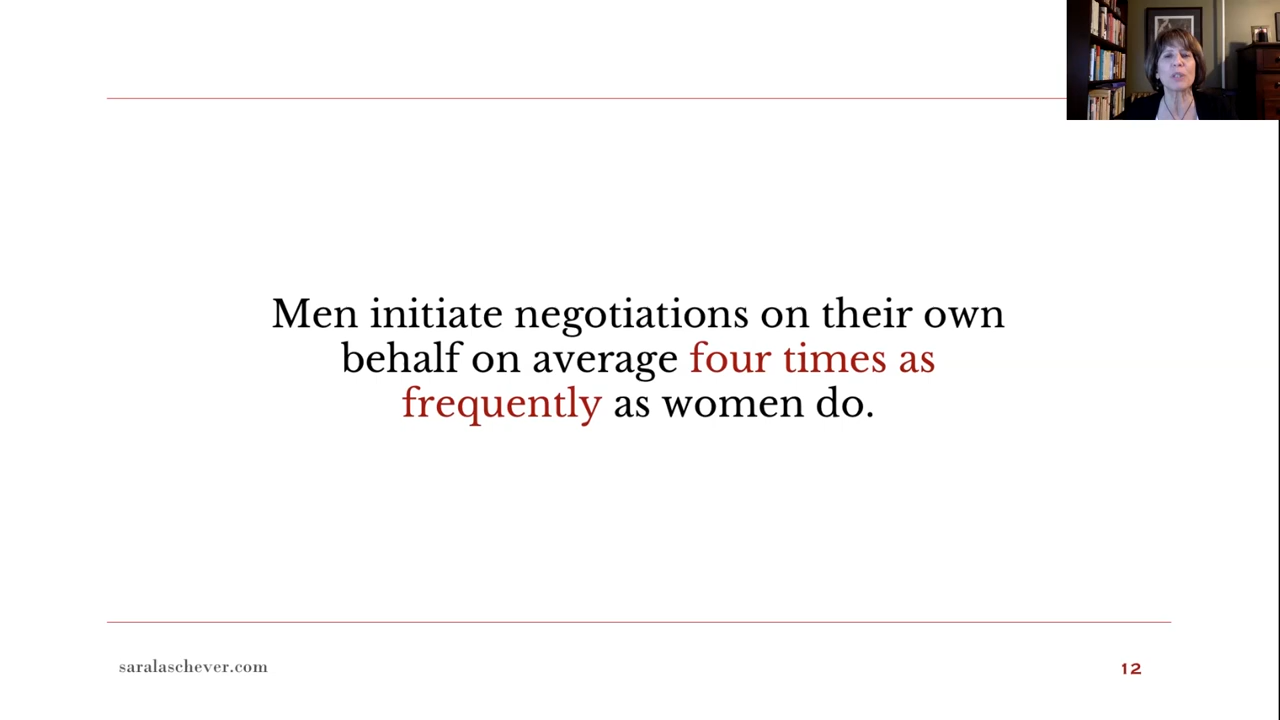 Men initiate negotiations on their own
behalf on average four times as
frequently as women do.
saralaschever.com
12